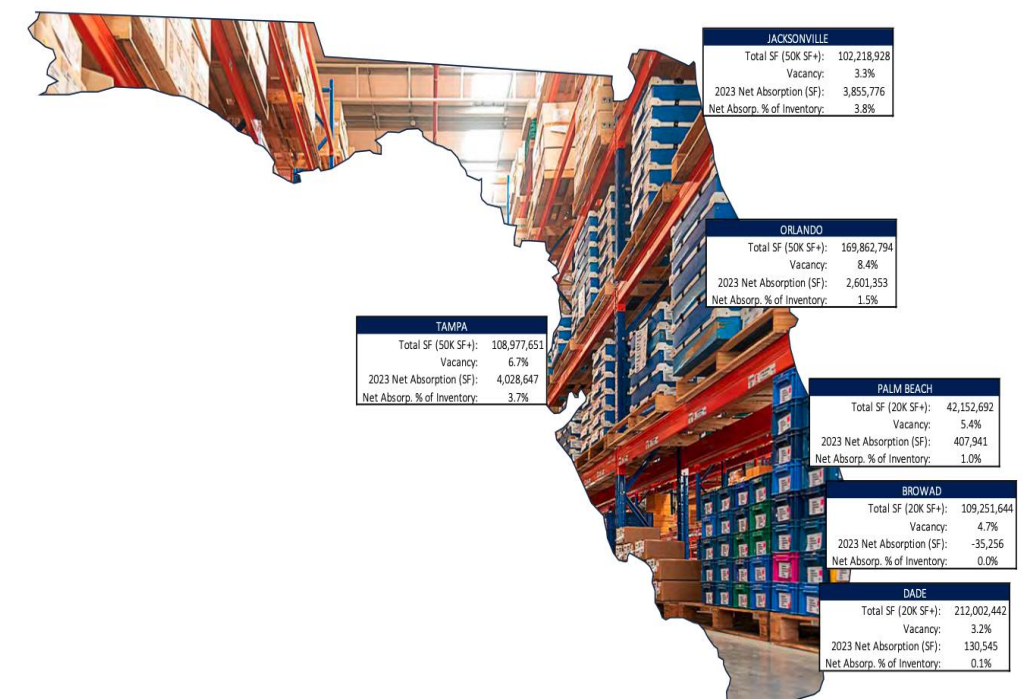 JACKSONVILLE
Total SF (50K SF+): 102,218,928
Vacancy: 3.3%
2023 Net Absorption (SF): 3,855,776
Net Absorp. % of Inventory: 3.8%
ORLANDO
Total SF (50K SF+): 169,862,794
Vacancy: 8.4%
2023 Net Absorption (SF): 2,601,353
Net Absorp. % of Inventory: 1.5%
TAMPA
Total SF (50K SF+): 108,977,651
Vacancy: 6.7%
2023 Net Absorption (SF): 4,028,647
Net Absorp. % of Inventory: 3.7%
PALM BEACH
Total SF (20K SF+): 42,152,692
Vacancy: 5.4%
2023 Net Absorption (SF): 407,941
Net Absorp. % of Inventory: 1.0%
BROWAD
Total SF (20K SF+): 109,251,644
Vacancy: 4.7%
2023 Net Absorption (SF): -35,256
Net Absorp. % of Inventory: 0.0%
DADE
Total SF (20K SF+): 212,002,442
Vacancy: 3.2%
2023 Net Absorption (SF): 130,545
Net Absorp. % of Inventory: 0.1%